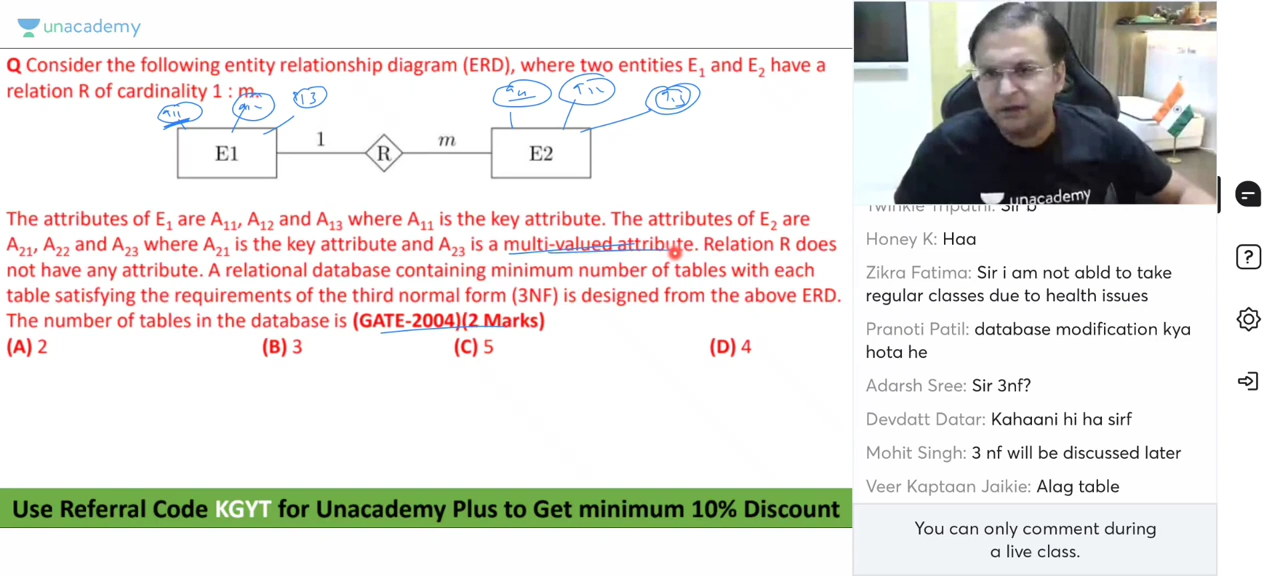 unacademy
Q Consider the following entity relationship diagram (ERD), where two entities E₁ and E₂ have a
relation R of cardinality 1 : m.
E1
1
R
m
E2
The attributes of E₁ are A₁₁, A₁₂ and A₁₃ where A₁₁ is the key attribute. The attributes of E₂ are
A₂₁, A₂₂ and A₂₃ where A₂₁ is the key attribute and A₂₃ is a multi-valued attribute. Relation R does
not have any attribute. A relational database containing minimum number of tables with each
table satisfying the requirements of the third normal form (3NF) is designed from the above ERD.
The number of tables in the database is (GATE-2004)(2 Marks)
(A) 2 (B) 3 (C) 5 (D) 4
Use Referral Code KGYT for Unacademy Plus to Get minimum 10% Discount
unacademy
Honey K: Haa
Zikra Fatima: Sir i am not abld to take
regular classes due to health issues
Pranoti Patil: database modification kya
hota he
Adarsh Sree: Sir 3nf?
Devdatt Datar: Kahaani hi ha sirf
Mohit Singh: 3 nf will be discussed later
Veer Kaptaan Jaikie: Alag table
You can only comment during
a live class.